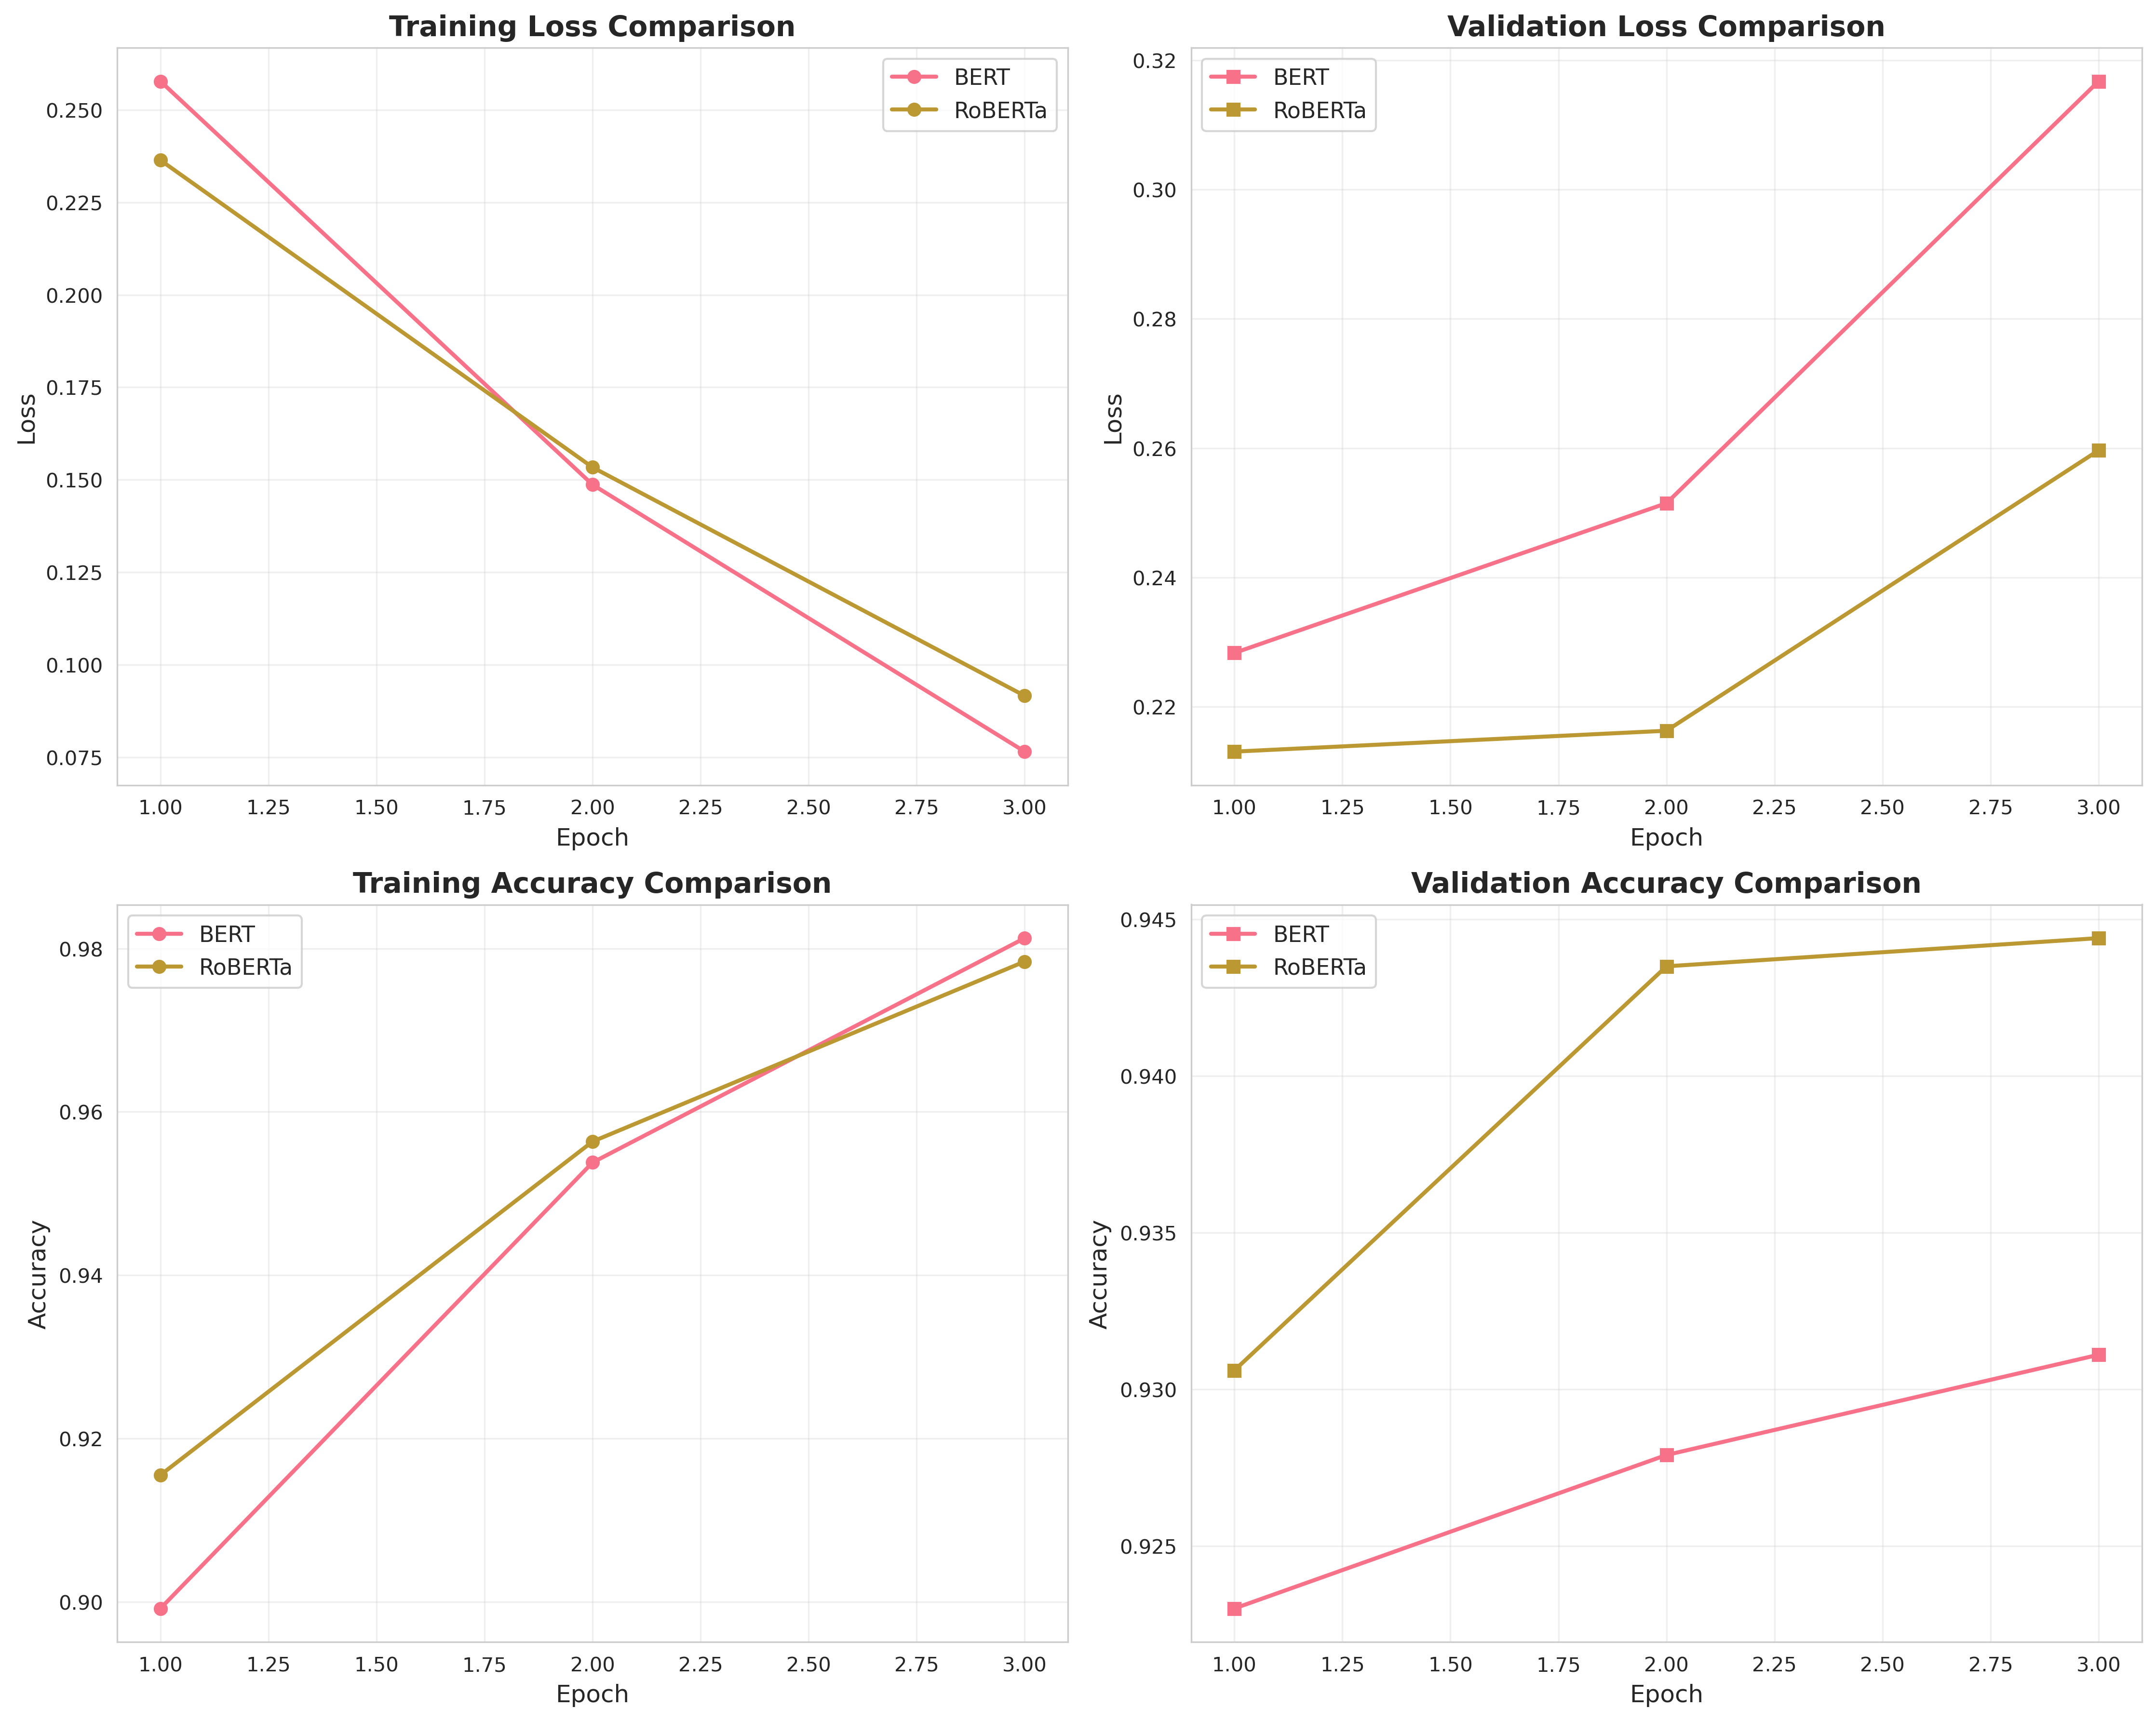 Training Loss Comparison
BERT
RoBERTa
0.250
0.225
0.200
0.175
0.150
0.125
0.100
0.075
Loss
1.00 1.25 1.50 1.75 2.00 2.25 2.50 2.75 3.00
Epoch
Validation Loss Comparison
BERT
RoBERTa
0.32
0.30
0.28
0.26
0.24
0.22
Loss
1.00 1.25 1.50 1.75 2.00 2.25 2.50 2.75 3.00
Epoch
Training Accuracy Comparison
BERT
RoBERTa
0.98
0.96
0.94
0.92
0.90
Accuracy
1.00 1.25 1.50 1.75 2.00 2.25 2.50 2.75 3.00
Epoch
Validation Accuracy Comparison
BERT
RoBERTa
0.945
0.940
0.935
0.930
0.925
Accuracy
1.00 1.25 1.50 1.75 2.00 2.25 2.50 2.75 3.00
Epoch